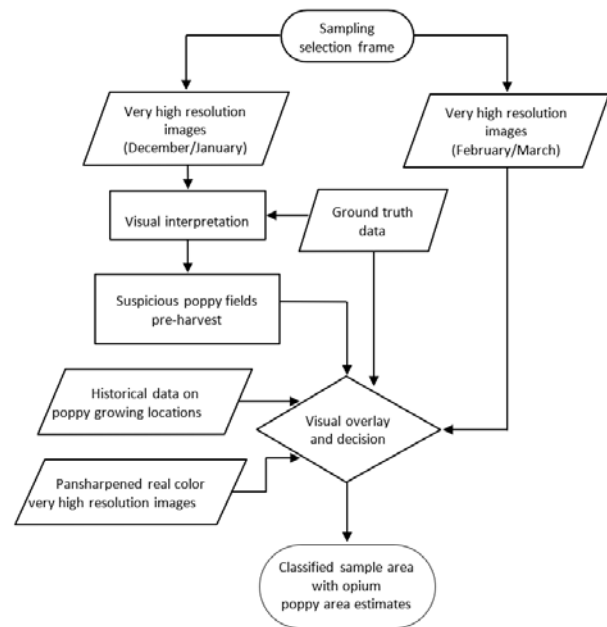 Sampling
selection frame
Very high resolution
images
(December/January)
Very high resolution
images
(February/March)
Visual interpretation
Ground truth
data
Suspicious poppy fields
pre-harvest
Historical data on
poppy growing locations
Visual overlay
and decision
Pansharpened real color
very high resolution images
Classified sample area
with opium
poppy area estimates